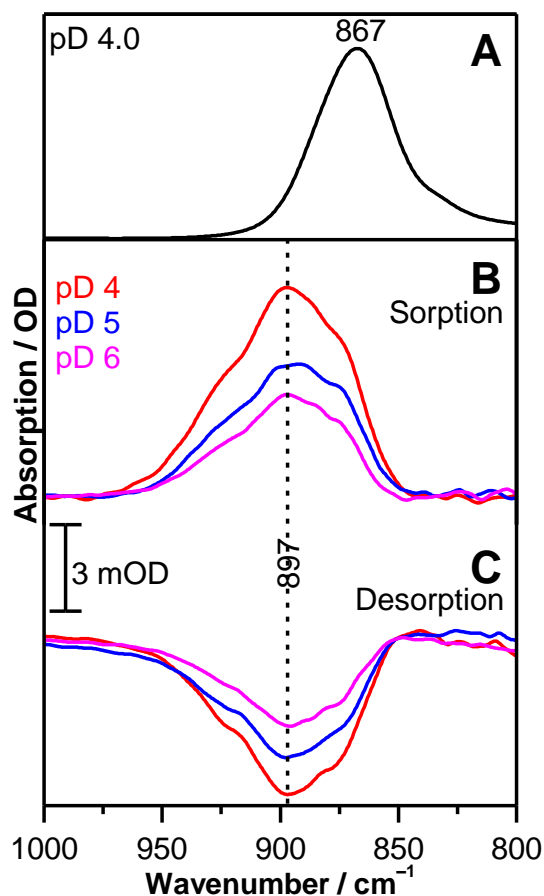 pD 4.0
867
A
pD 4
pD 5
pD 6
B
Sorption
Absorption / OD
3 mOD
897
C
Desorption
1000 950 900 850 800
Wavenumber / cm⁻¹